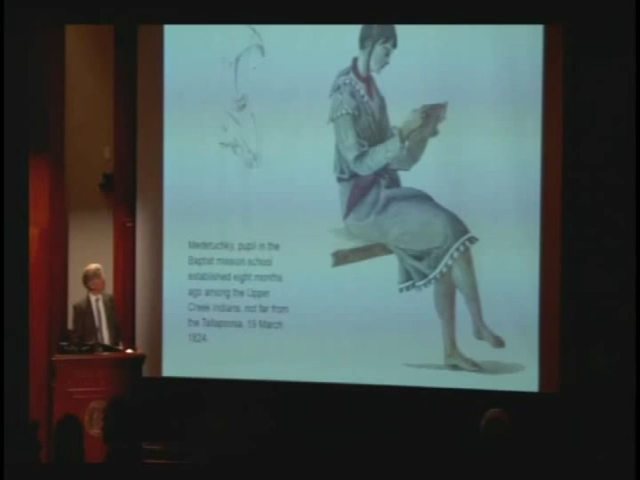 Medetuchky, pupil in the
Baptist mission school
established eight months
ago among the Upper
Creek Indians, not far from
the Tallapoosa, 19 March
1824.